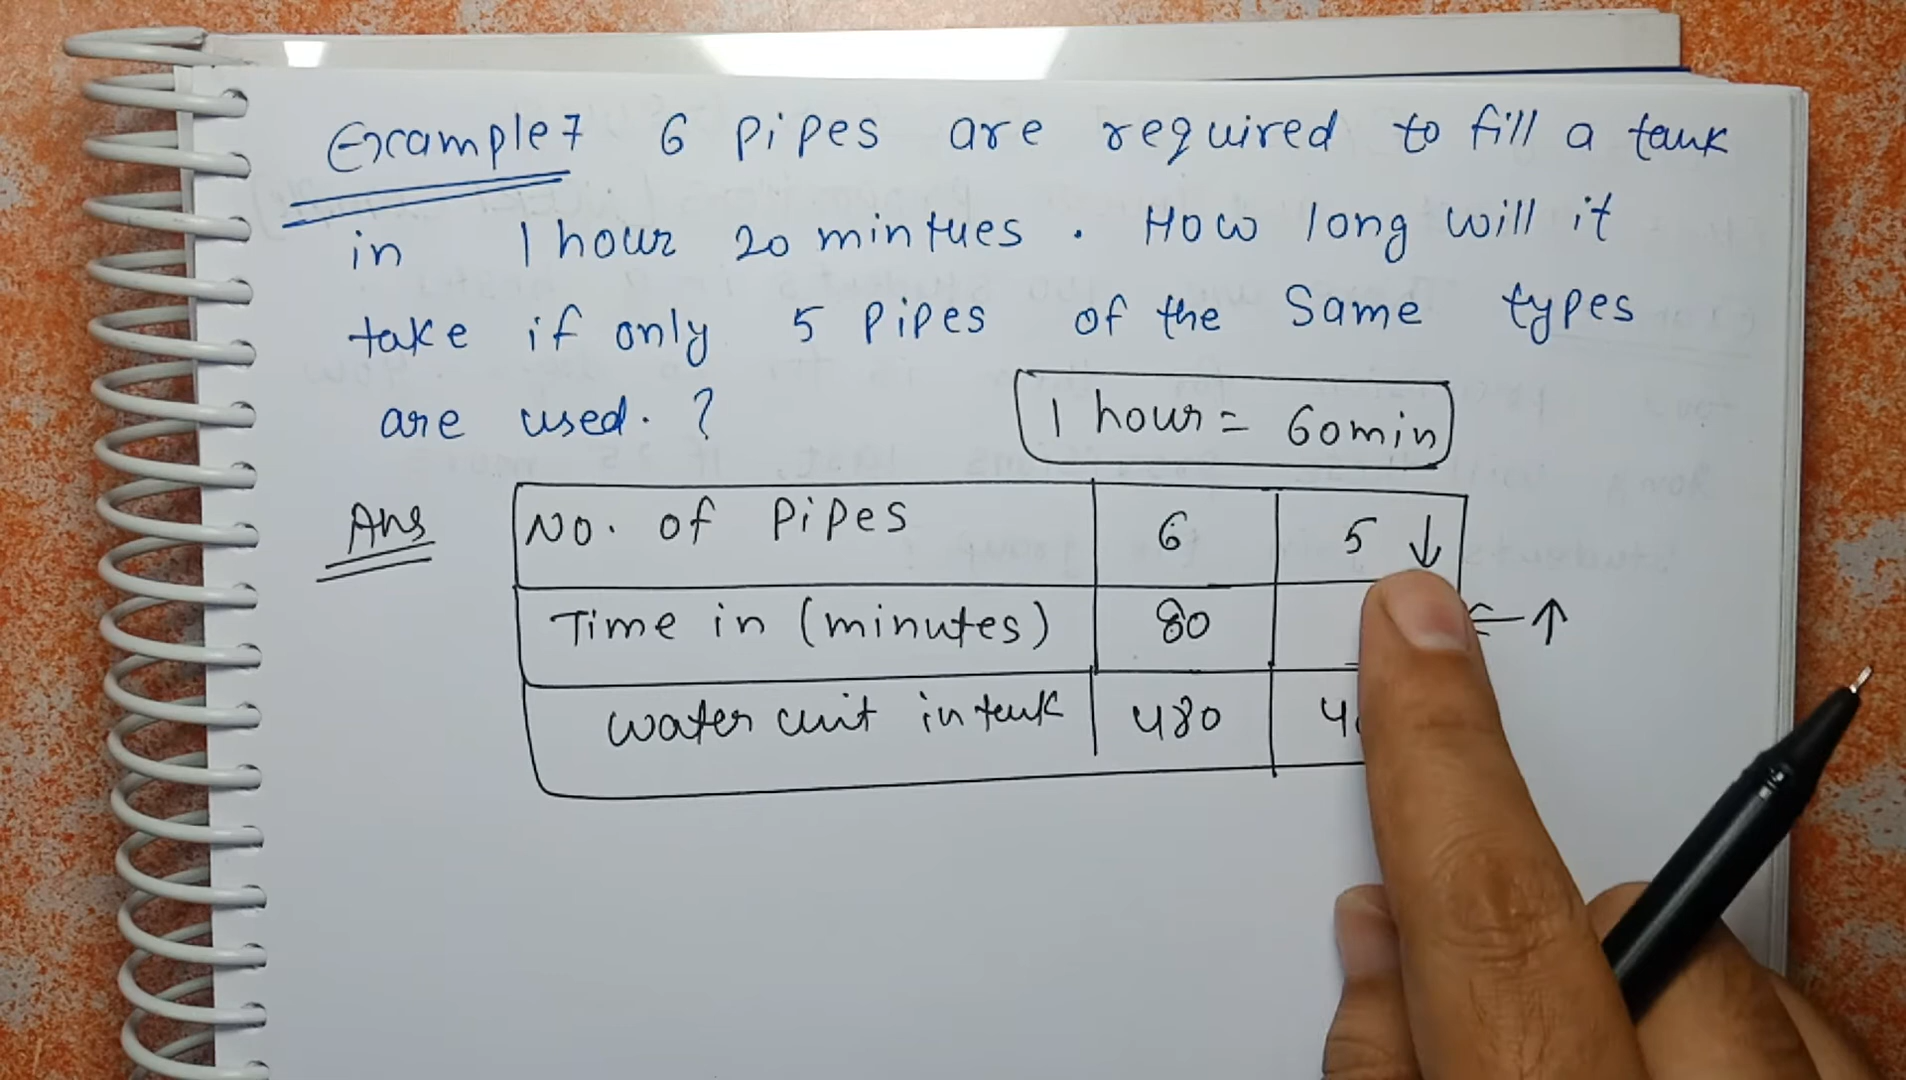 Example 7 6 Pipes are required to fill a tank
in 1 hour 20 mintues. How long will it
take if only 5 Pipes of the Same types
are used. ?
1 hour = 60min
Ans
No. of Pipes 6 5 ↓
Time in (minutes) 80 ← ↑
water unit in tank 480